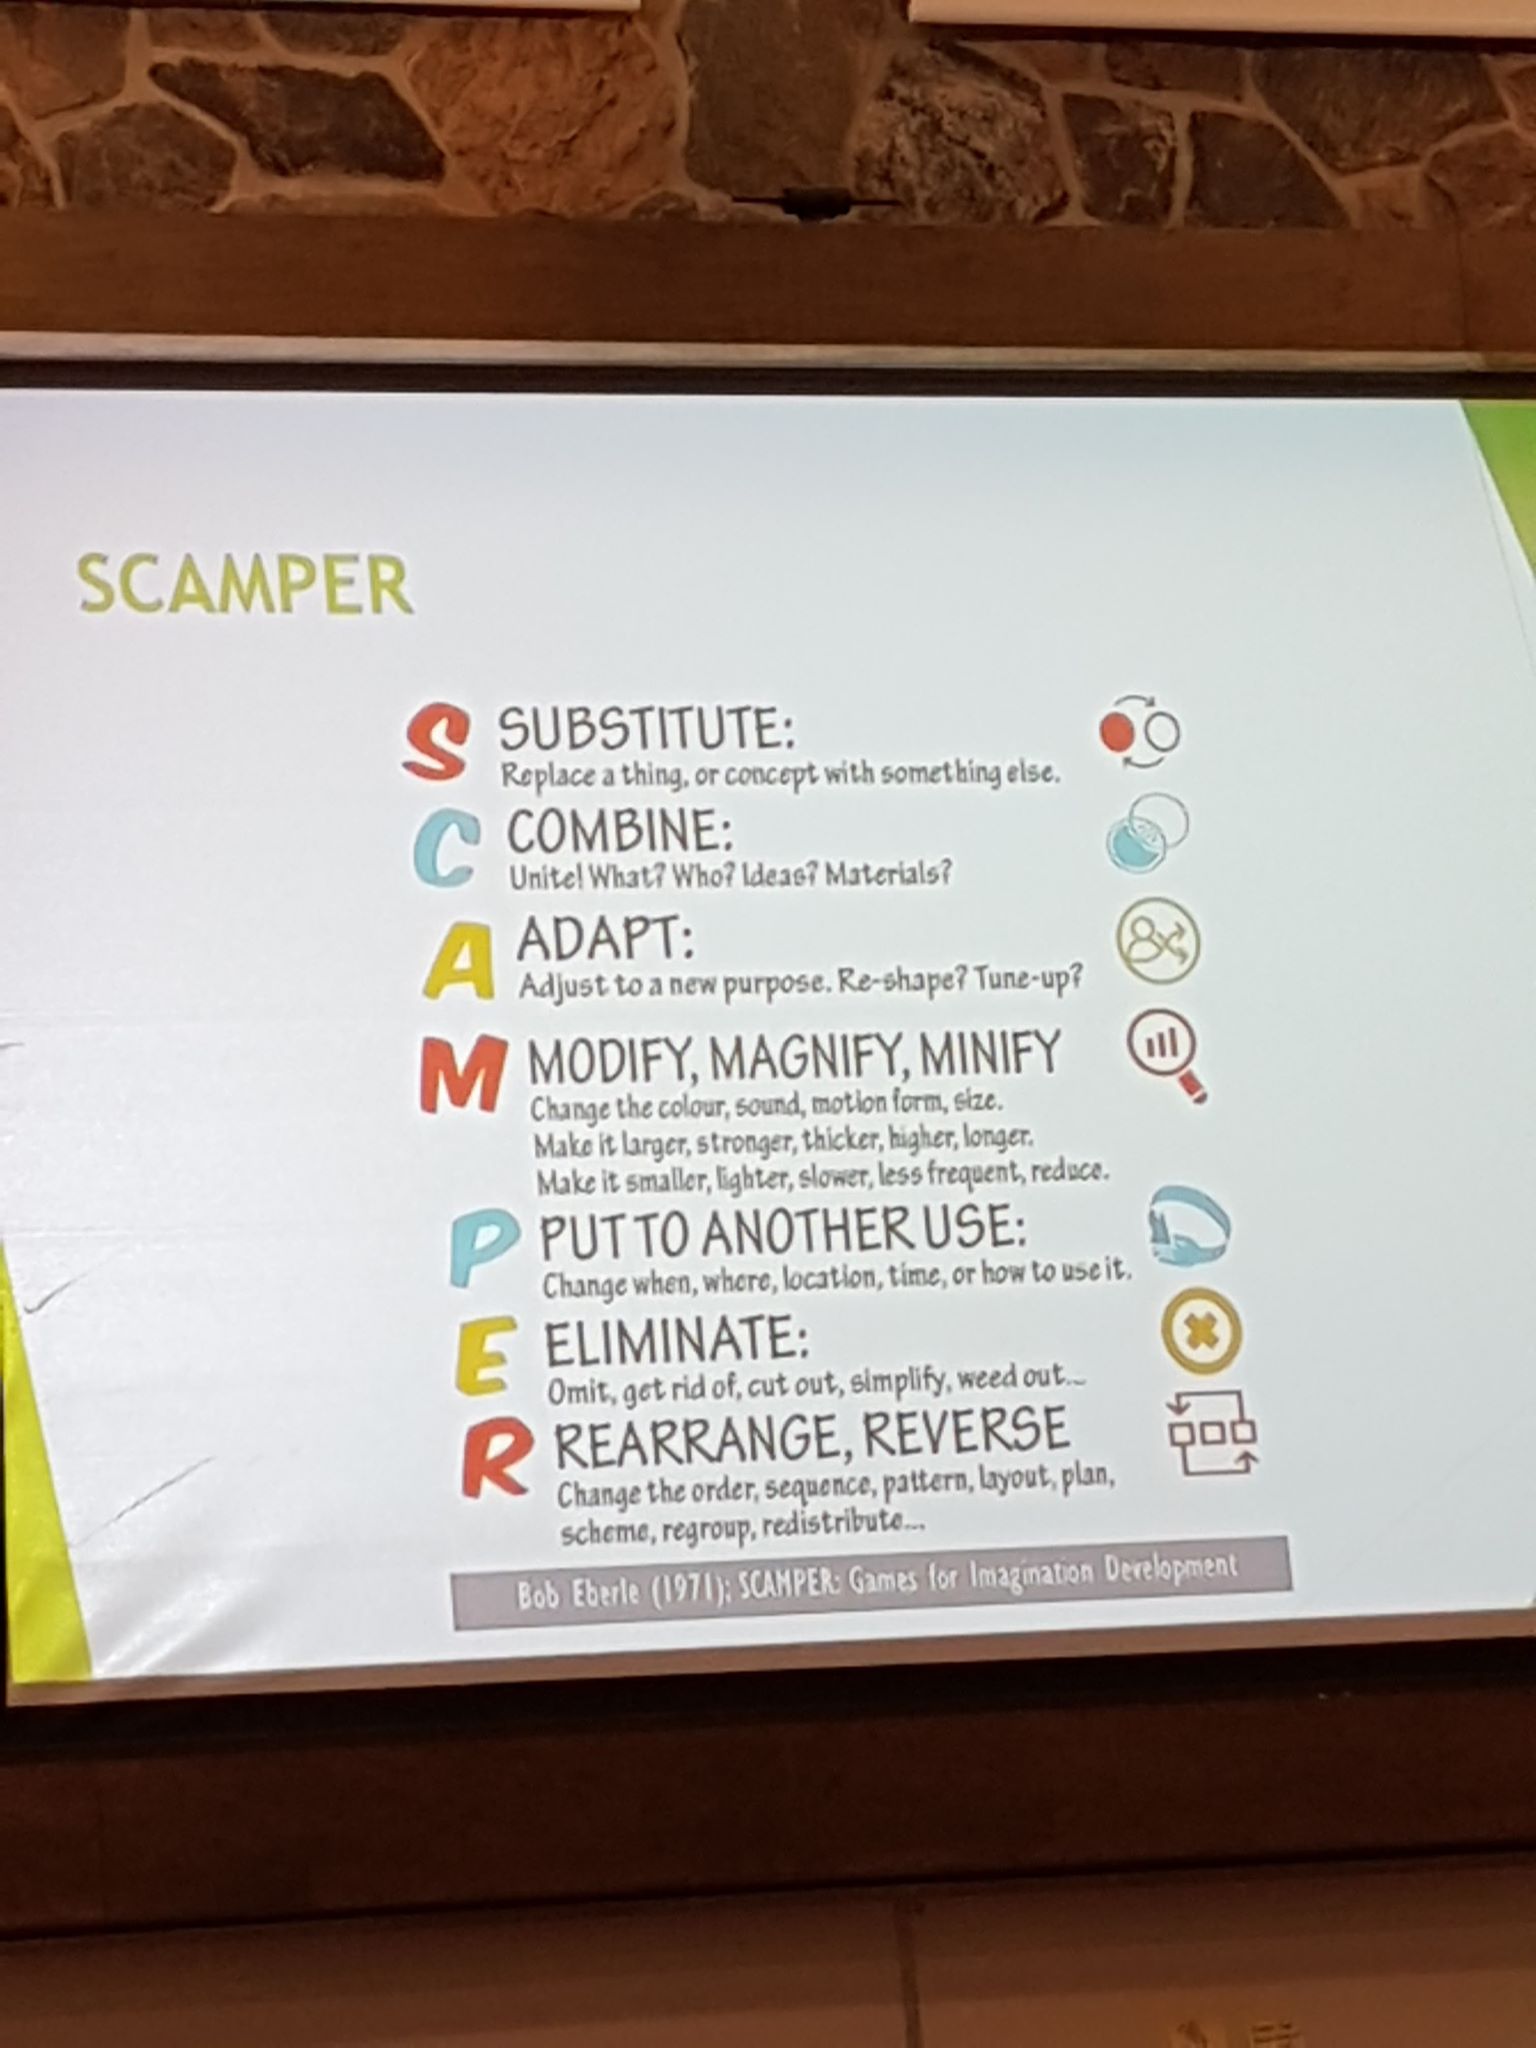 SCAMPER
S SUBSTITUTE:
Replace a thing, or concept with something else.
C COMBINE:
Unite! What? Who? Ideas? Materials?
A ADAPT:
Adjust to a new purpose. Re-shape? Tune-up?
M MODIFY, MAGNIFY, MINIFY
Change the colour, sound, motion form, size.
Make it larger, stronger, thicker, higher, longer.
Make it smaller, lighter, slower, less frequent, reduce.
P PUT TO ANOTHER USE:
Change when, where, location, time, or how to use it.
E ELIMINATE:
Omit, get rid of, cut out, simplify, weed out...
R REARRANGE, REVERSE
Change the order, sequence, pattern, layout, plan,
scheme, regroup, redistribute...
Bob Eberle (1971); SCAMPER: Games for Imagination Development